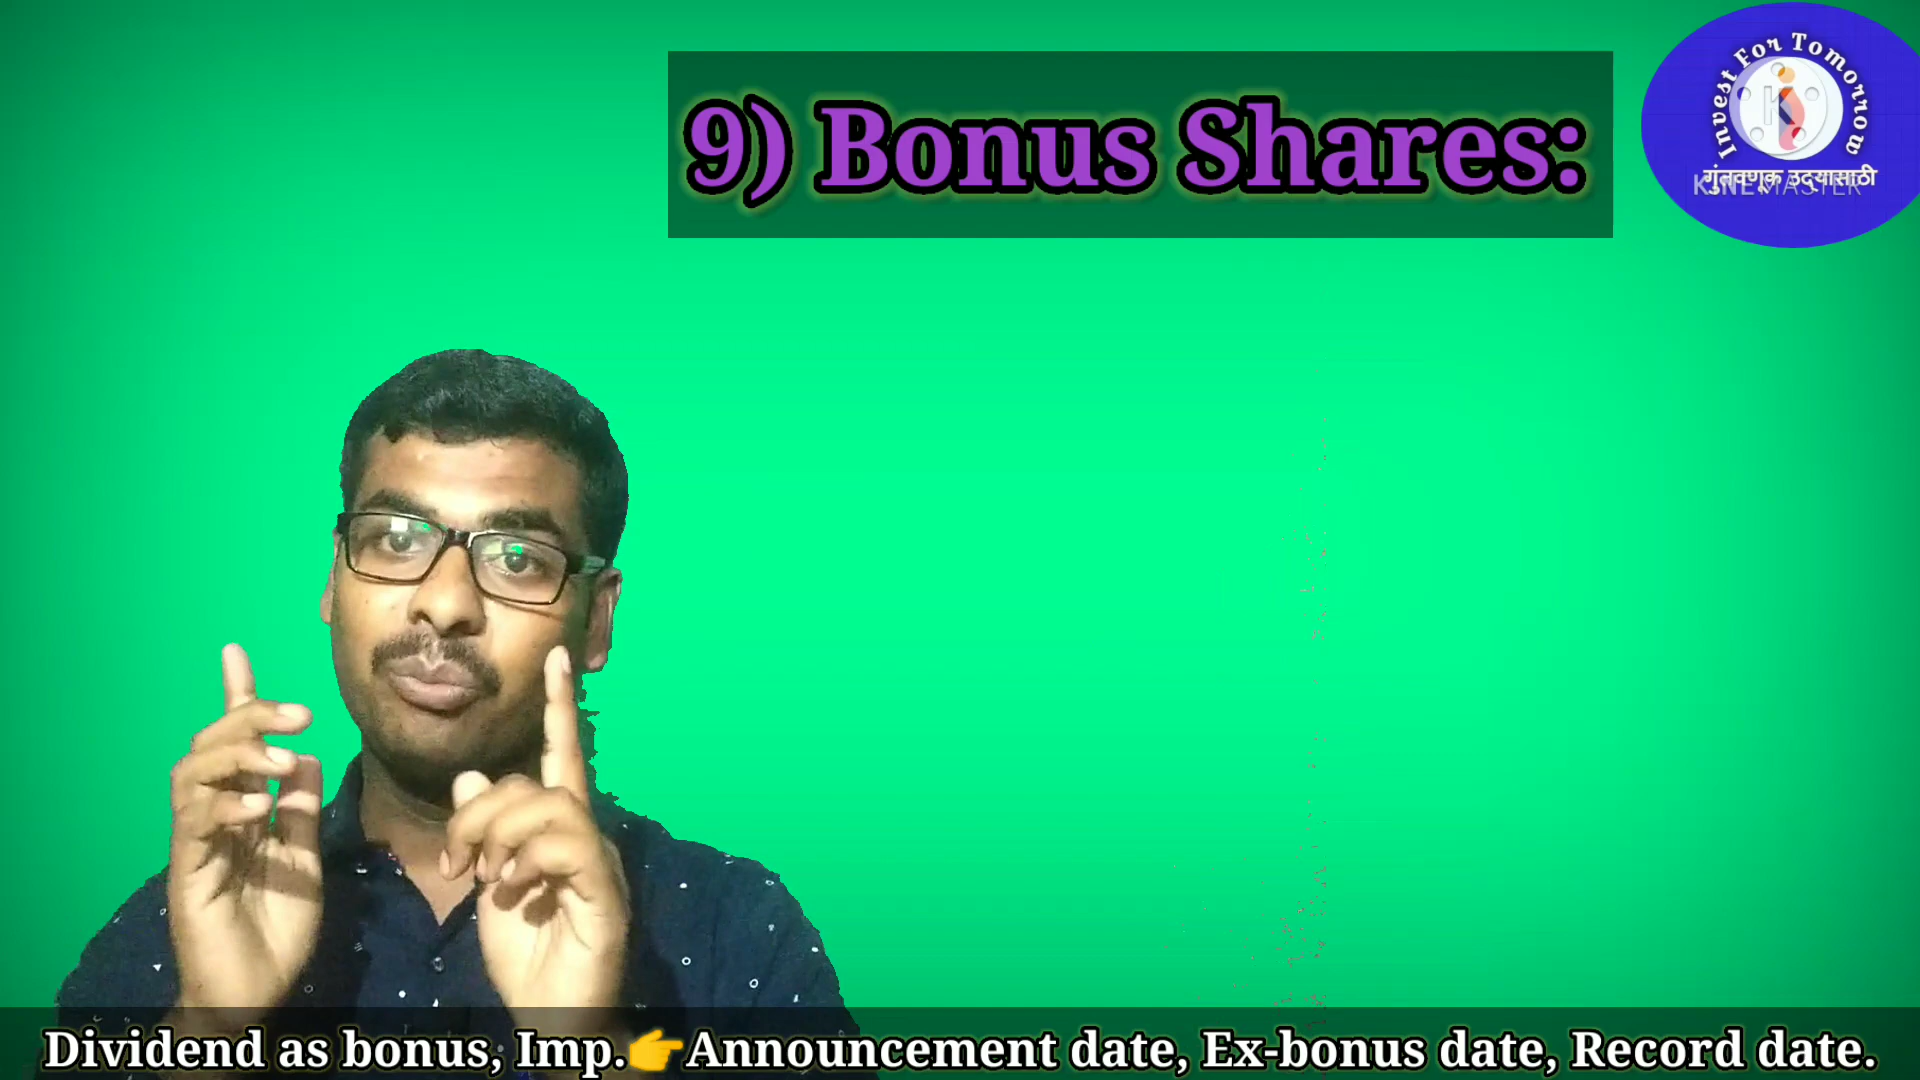 9) Bonus Shares:
Invest For Tomorrow
गुंतवणूक उद्यासाठी
KINEMASTER
Dividend as bonus, Imp.👉Announcement date, Ex-bonus date, Record date.